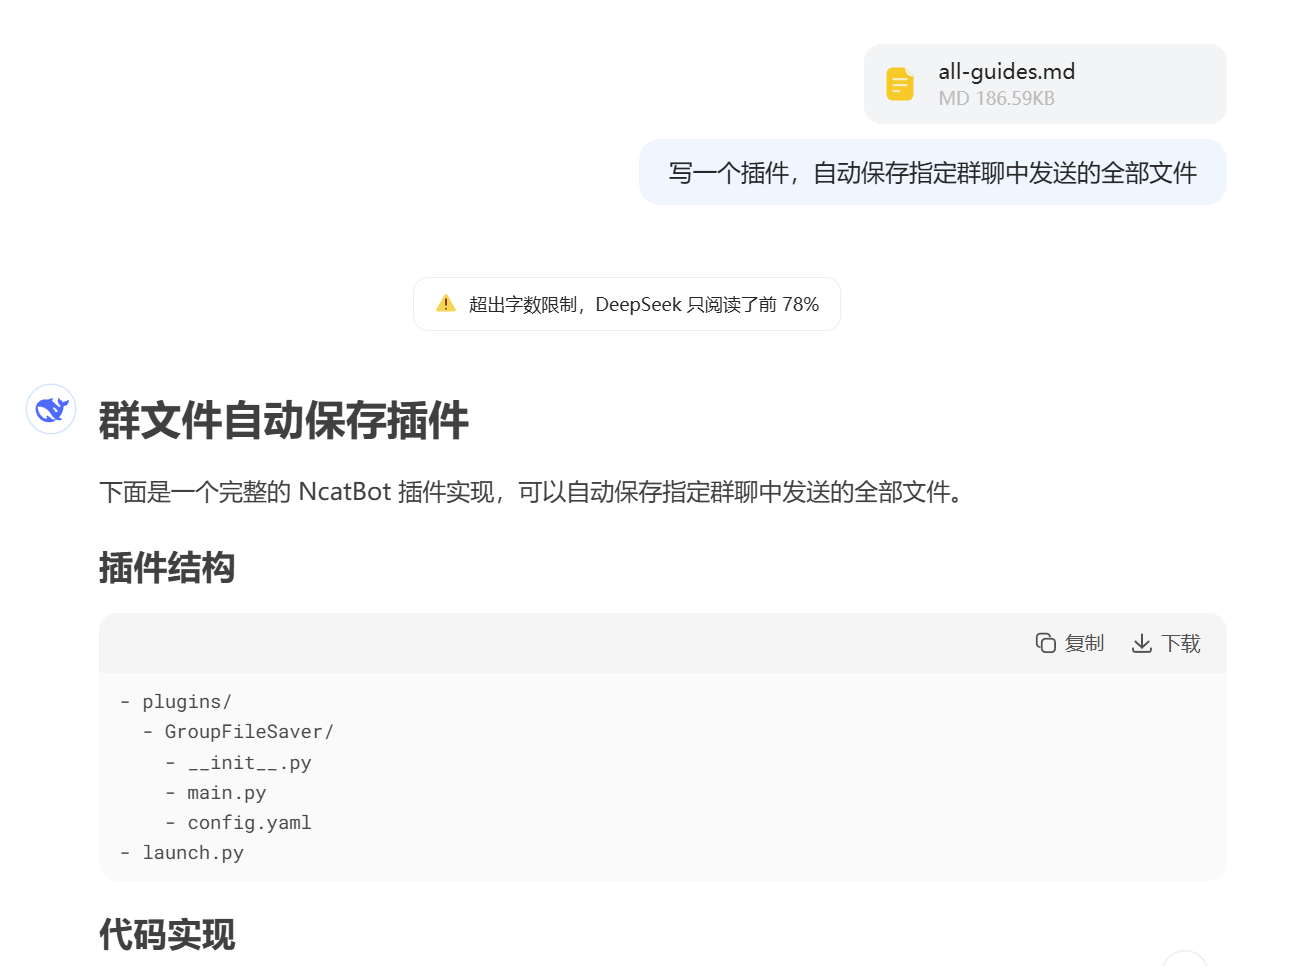 all-guides.md
MD 186.59KB
写一个插件，自动保存指定群聊中发送的全部文件
超出字数限制，DeepSeek 只阅读了前 78%
群文件自动保存插件
下面是一个完整的 NcatBot 插件实现，可以自动保存指定群聊中发送的全部文件。
插件结构
复制 下载
- plugins/
  - GroupFileSaver/
    - __init__.py
    - main.py
    - config.yaml
- launch.py
代码实现